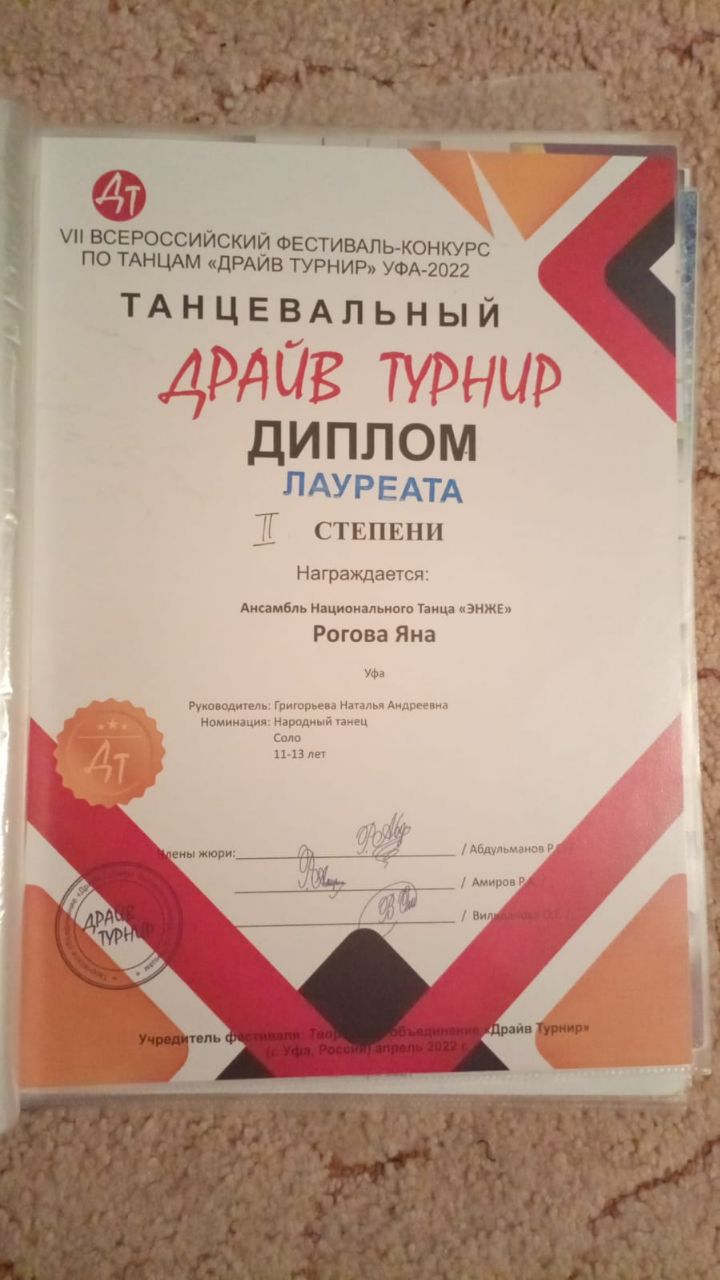 ДТ
VII ВСЕРОССИЙСКИЙ ФЕСТИВАЛЬ-КОНКУРС
ПО ТАНЦАМ «ДРАЙВ ТУРНИР» УФА-2022
ТАНЦЕВАЛЬНЫЙ
ДРАЙВ ТУРНИР
ДИПЛОМ
ЛАУРЕАТА
II СТЕПЕНИ
Награждается:
Ансамбль Национального Танца «ЭНЖЕ»
Рогова Яна
Уфа
Руководитель: Григорьева Наталья Андреевна
Номинация: Народный танец
Соло
11-13 лет
ДТ
Члены жюри: / Абдульманов Р.
/ Амиров Р.
/
ДРАЙВ
ТУРНИР
Учредитель фестиваля: Творческое объединение «Драйв Турнир»
(г. Уфа, Россия) апрель 2022 г.